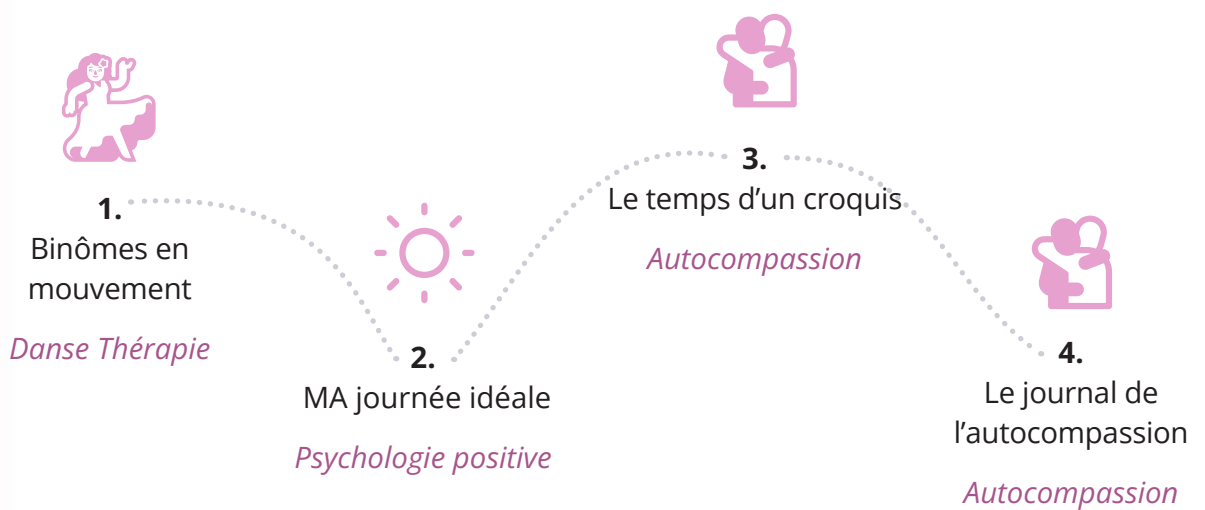 1.
Binômes en
mouvement
Danse Thérapie
2.
MA journée idéale
Psychologie positive
3.
Le temps d’un croquis
Autocompassion
4.
Le journal de
l’autocompassion
Autocompassion